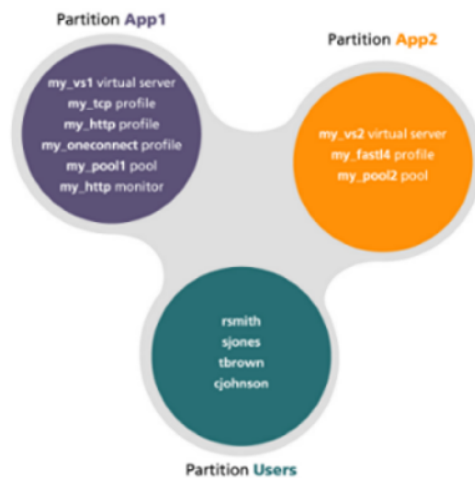 Partition App1
my_vs1 virtual server
my_tcp profile
my_http profile
my_oneconnect profile
my_pool1 pool
my_http monitor
Partition App2
my_vs2 virtual server
my_fastl4 profile
my_pool2 pool
rsmith
sjones
tbrown
cjohnson
Partition Users